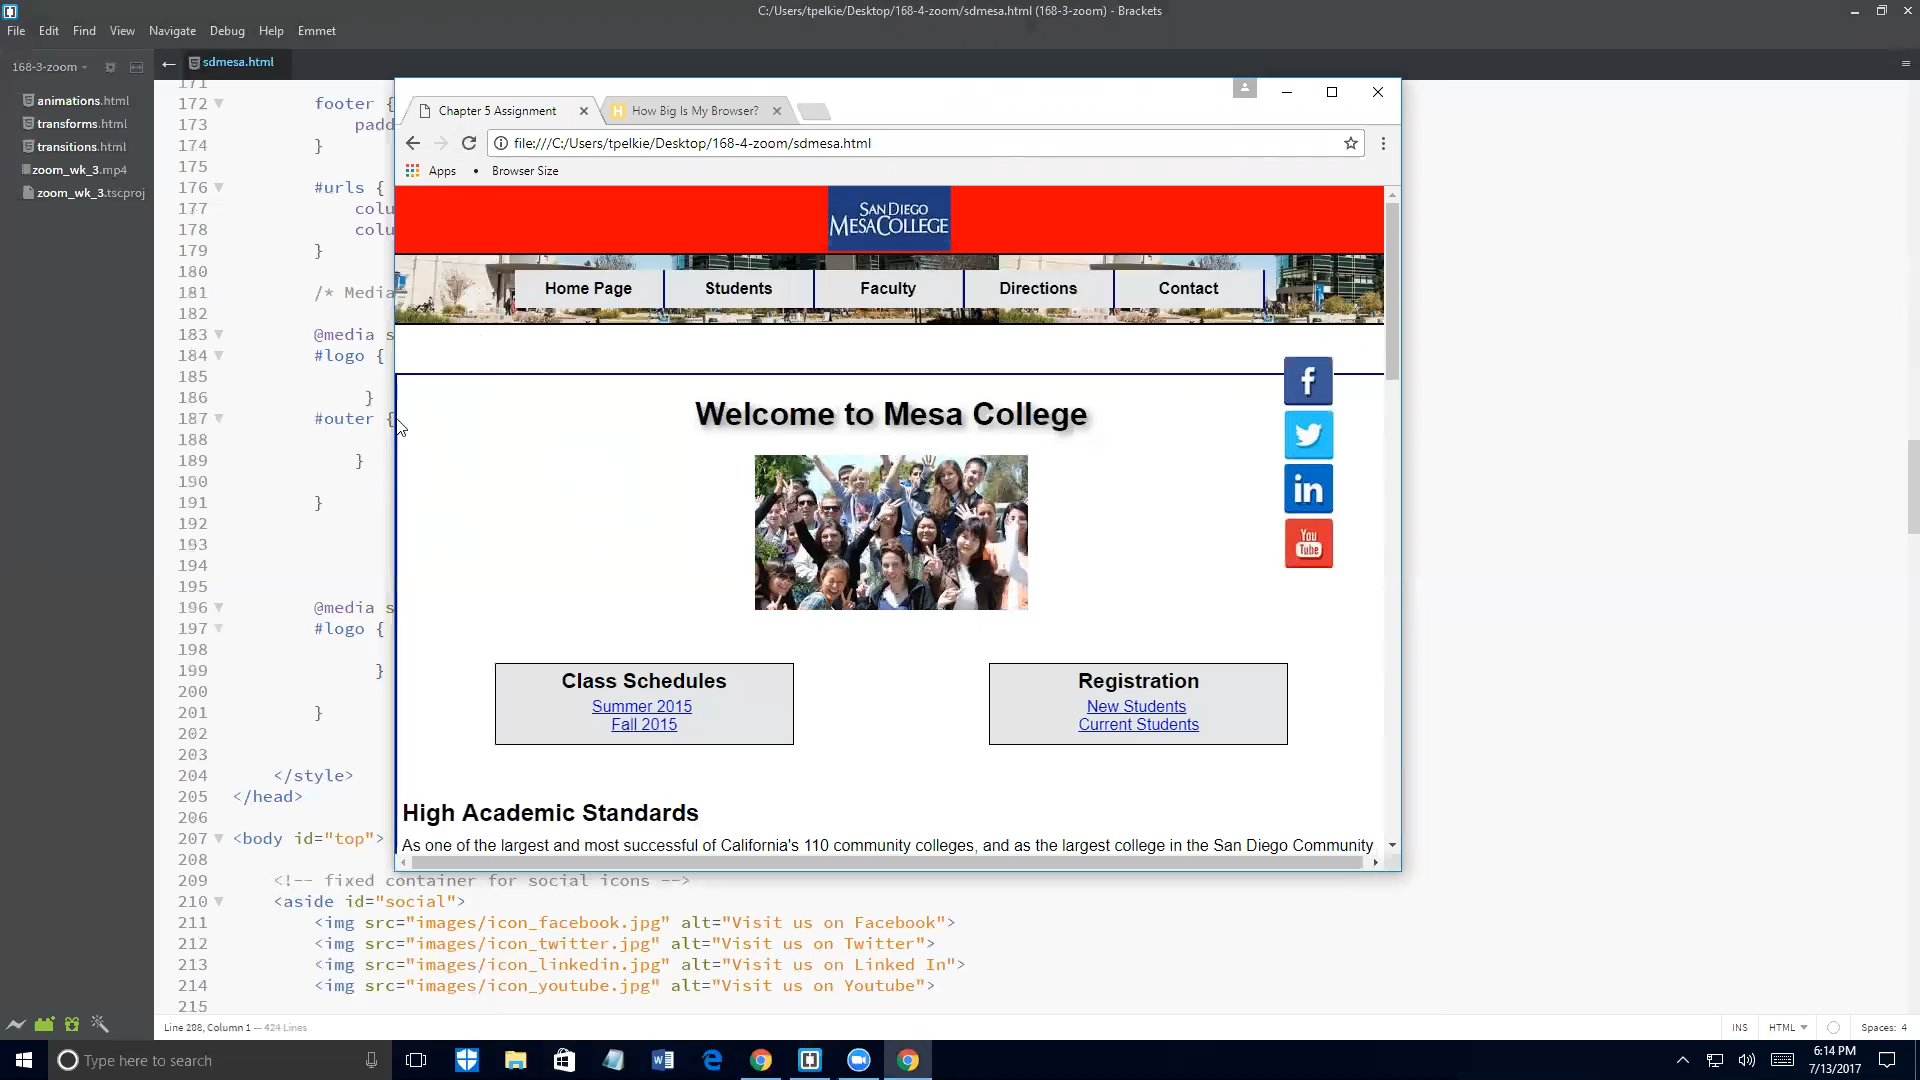 C:/Users/tpelkie/Desktop/168-4-zoom/sdmesa.html (168-3-zoom) - Brackets
File Edit Find View Navigate Debug Help Emmet
168-3-zoom
sdmesa.html
animations.html
transforms.html
transitions.html
zoom_wk_3.mp4
zoom_wk_3.tscproj
171
172 footer {
173 padd
174 }
175
176 #urls {
177 colu
178 colu
179 }
180
181 /* Media
182
183 @media s
184 #logo {
185
186 }
187 #outer {
188
189 }
190
191 }
192
193
194
195
196 @media s
197 #logo {
198
199 }
200
201 }
202
203
204 </style>
205 </head>
206
207 <body id="top">
208
209 <!-- fixed container for social icons -->
210 <aside id="social">
211 <img src="images/icon_facebook.jpg" alt="Visit us on Facebook">
212 <img src="images/icon_twitter.jpg" alt="Visit us on Twitter">
213 <img src="images/icon_linkedin.jpg" alt="Visit us on Linked In">
214 <img src="images/icon_youtube.jpg" alt="Visit us on Youtube">
215
Chapter 5 Assignment
How Big Is My Browser?
file:///C:/Users/tpelkie/Desktop/168-4-zoom/sdmesa.html
Apps • Browser Size
SAN DIEGO
MESA COLLEGE
Home Page Students Faculty Directions Contact
Welcome to Mesa College
f
in
You
Tube
Class Schedules
Summer 2015
Fall 2015
Registration
New Students
Current Students
High Academic Standards
As one of the largest and most successful of California's 110 community colleges, and as the largest college in the San Diego Community
Line 288, Column 1 — 424 Lines
INS HTML Spaces: 4
Type here to search
6:14 PM
7/13/2017